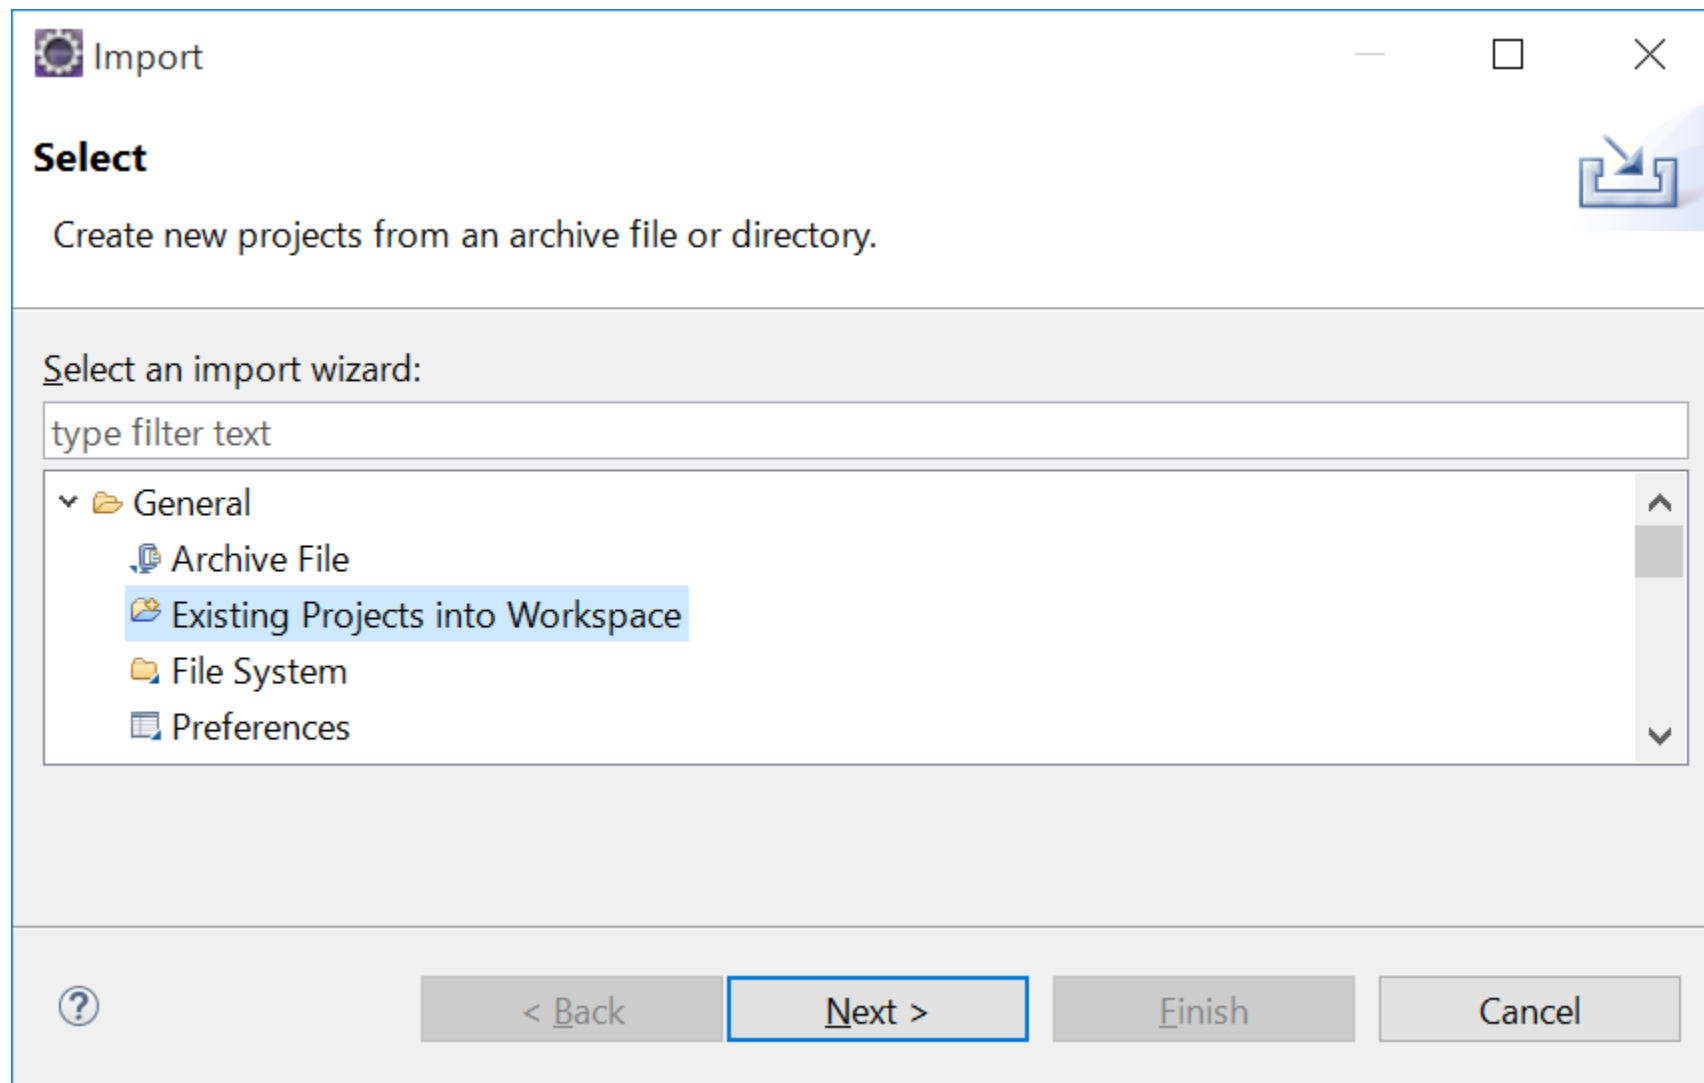 Import
Select
Create new projects from an archive file or directory.
Select an import wizard:
type filter text
General
Archive File
Existing Projects into Workspace
File System
Preferences
?
< Back
Next >
Finish
Cancel